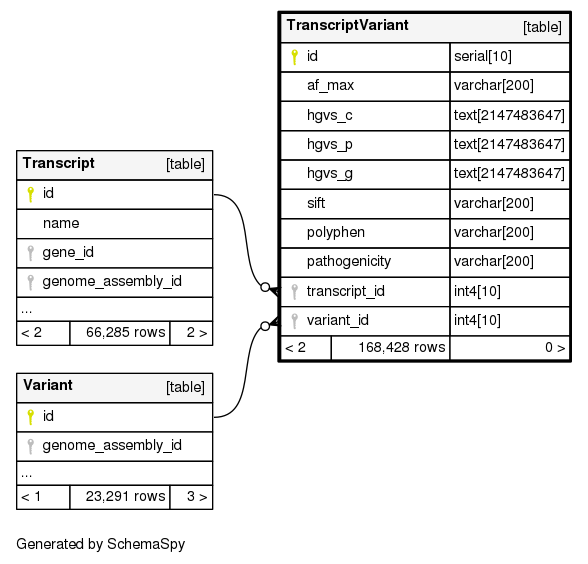 TranscriptVariant [table]
id serial[10]
af_max varchar[200]
hgvs_c text[2147483647]
hgvs_p text[2147483647]
hgvs_g text[2147483647]
sift varchar[200]
polyphen varchar[200]
pathogenicity varchar[200]
transcript_id int4[10]
variant_id int4[10]
< 2 168,428 rows 0 >
Transcript [table]
id
name
gene_id
genome_assembly_id
...
< 2 66,285 rows 2 >
Variant [table]
id
genome_assembly_id
...
< 1 23,291 rows 3 >
Generated by SchemaSpy